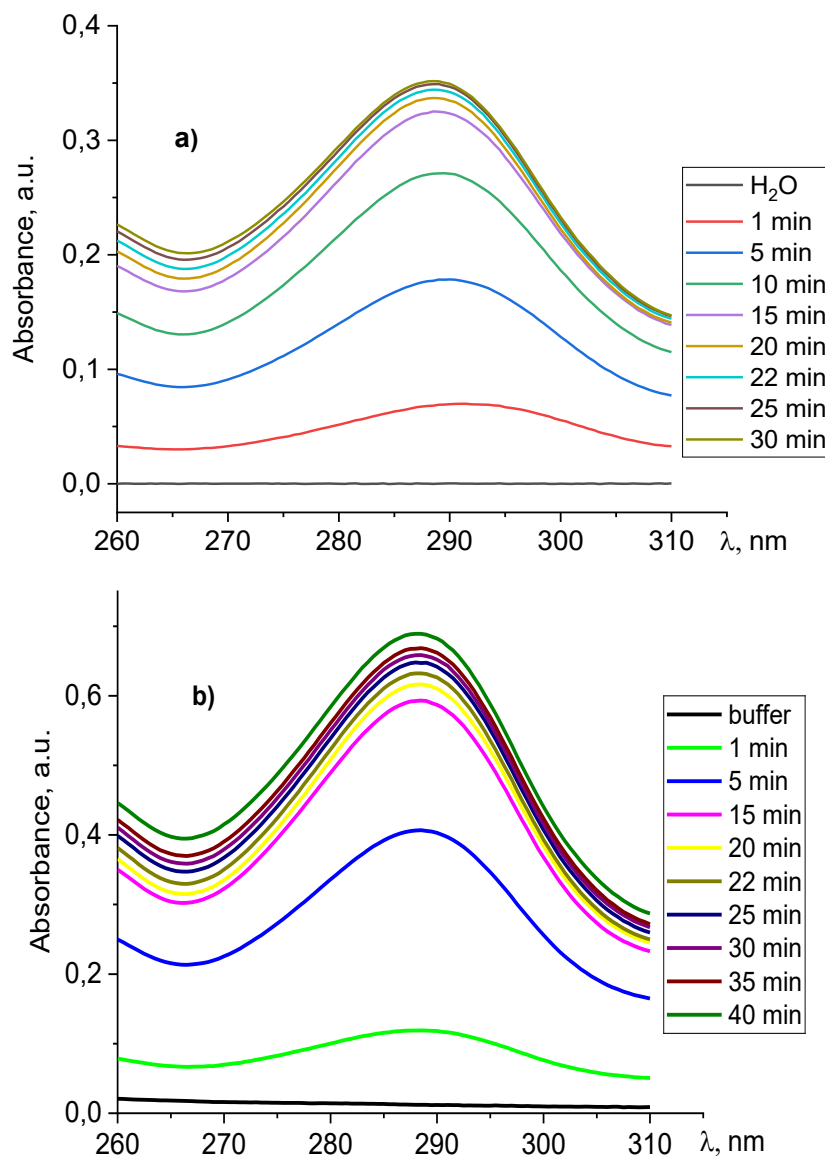 0,4
a)
0,3
0,2
0,1
0,0
Absorbance, a.u.
260 270 280 290 300 310 λ, nm
H₂O
1 min
5 min
10 min
15 min
20 min
22 min
25 min
30 min
b)
0,6
0,4
0,2
0,0
Absorbance, a.u.
260 270 280 290 300 310 λ, nm
buffer
1 min
5 min
15 min
20 min
22 min
25 min
30 min
35 min
40 min